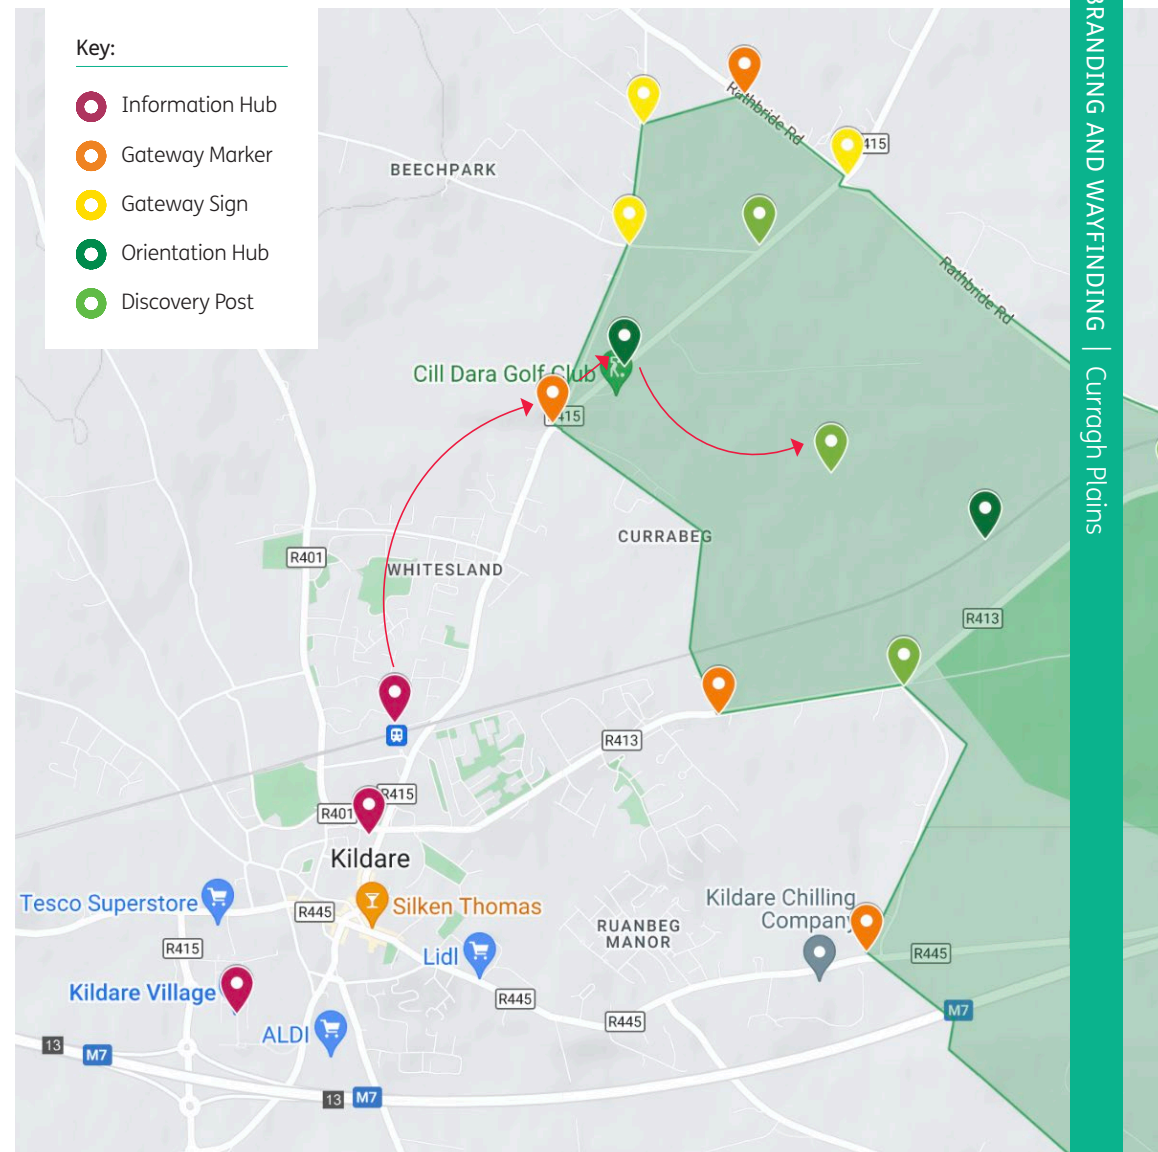 Key:
Information Hub
Gateway Marker
Gateway Sign
Orientation Hub
Discovery Post
BRANDING AND WAYFINDING | Curragh Plains
Rathbride Rd
415
BEECHPARK
Rathbride Rd
Cill Dara Golf Club
415
CURRABEG
R401
WHITESLAND
R413
R413
R415
R401
Kildare
Tesco Superstore
R445
Silken Thomas
Kildare Chilling
Company
RUANBEG
MANOR
R415
Lidl
R445
Kildare Village
R445
R445
M7
ALDI
13
M7
13
M7